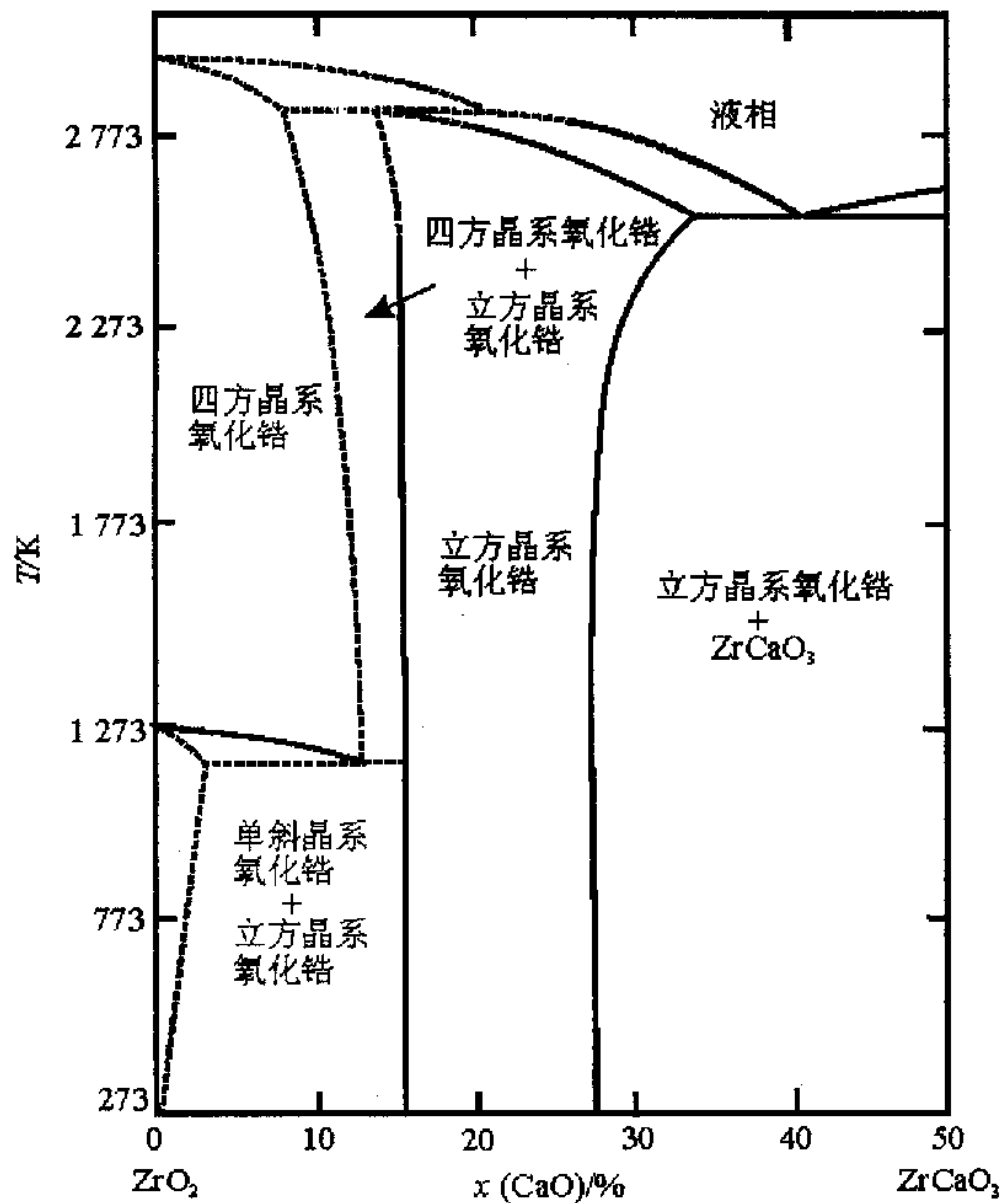 液相
2 773
四方晶系氧化锆
+
立方晶系
氧化锆
2 273
四方晶系
氧化锆
1 773
T/K
立方晶系
氧化锆
立方晶系氧化锆
+
ZrCaO₃
1 273
单斜晶系
氧化锆
+
立方晶系
氧化锆
773
273
0 10 20 30 40 50
ZrO₂ x (CaO)/% ZrCaO₃